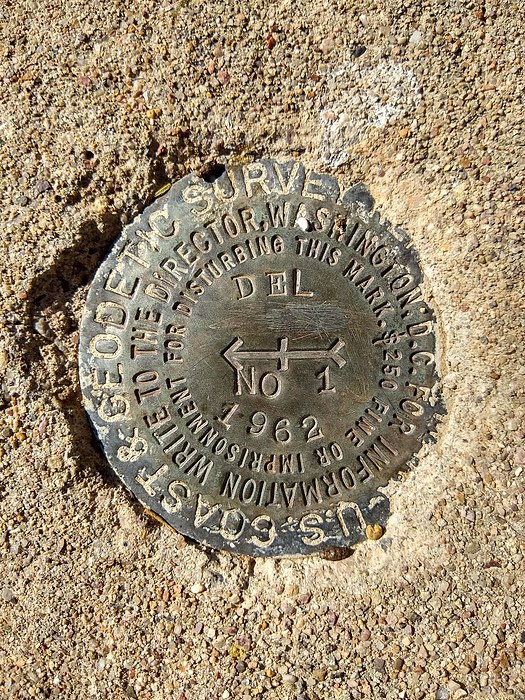 U.S. COAST & GEODETIC SURVEY
WRITE TO THE DIRECTOR, WASHINGTON, D.C. FOR INFORMATION
$250 FINE OR IMPRISONMENT FOR DISTURBING THIS MARK.
DEL
NO 1
1962